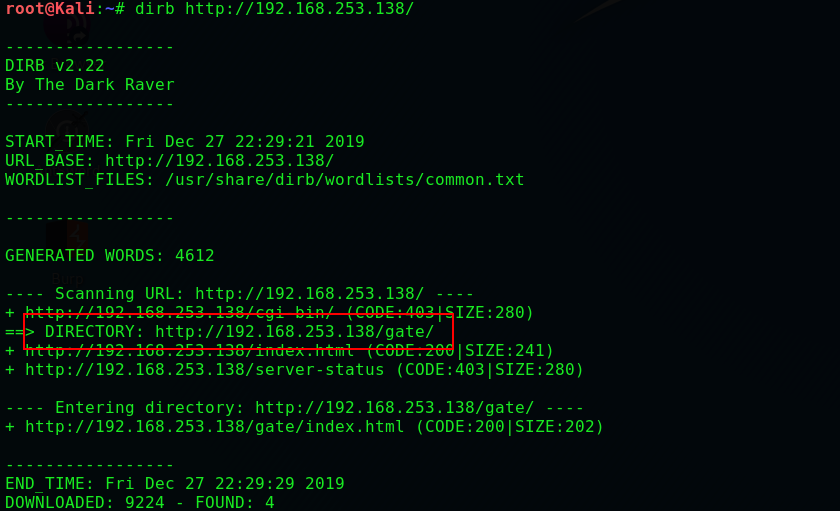 root@Kali:~# dirb http://192.168.253.138/
-----------------
DIRB v2.22
By The Dark Raver
-----------------
START_TIME: Fri Dec 27 22:29:21 2019
URL_BASE: http://192.168.253.138/
WORDLIST_FILES: /usr/share/dirb/wordlists/common.txt
-----------------
GENERATED WORDS: 4612
---- Scanning URL: http://192.168.253.138/ ----
+ http://192.168.253.138/cgi-bin/ (CODE:403|SIZE:280)
==> DIRECTORY: http://192.168.253.138/gate/
+ http://192.168.253.138/index.html (CODE:200|SIZE:241)
+ http://192.168.253.138/server-status (CODE:403|SIZE:280)
---- Entering directory: http://192.168.253.138/gate/ ----
+ http://192.168.253.138/gate/index.html (CODE:200|SIZE:202)
-----------------
END_TIME: Fri Dec 27 22:29:29 2019
DOWNLOADED: 9224 - FOUND: 4